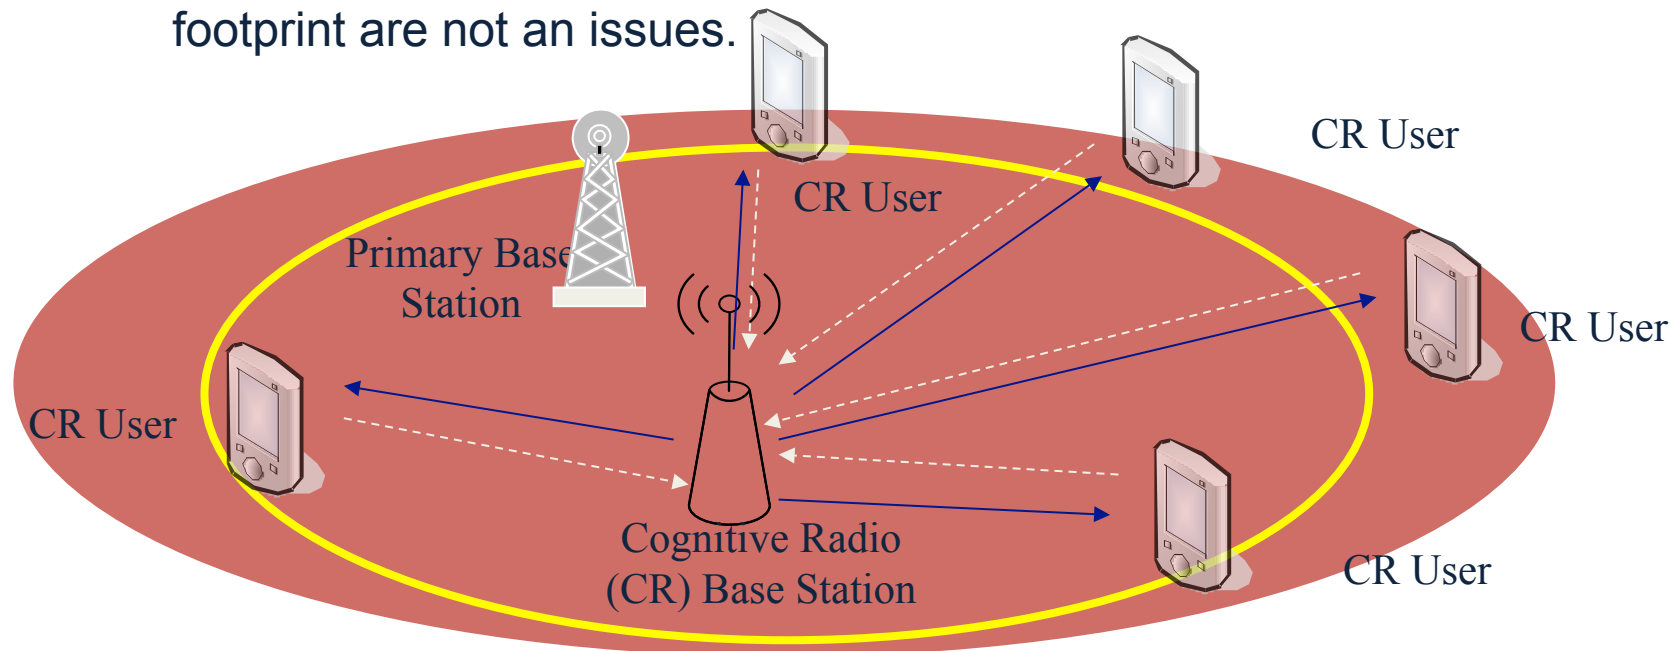 footprint are not an issues.
CR User
CR User
Primary Base
Station
CR User
CR User
Cognitive Radio
(CR) Base Station
CR User